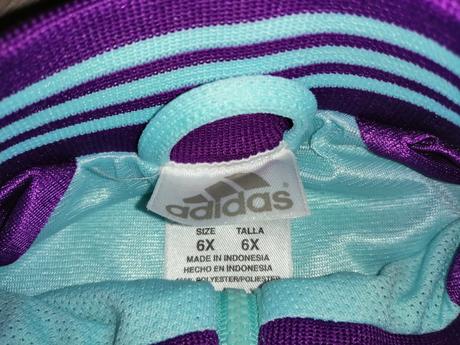 adidas®
SIZE TALLA
6X 6X
MADE IN INDONESIA
HECHO EN INDONESIA
POLYESTER/POLIESTER